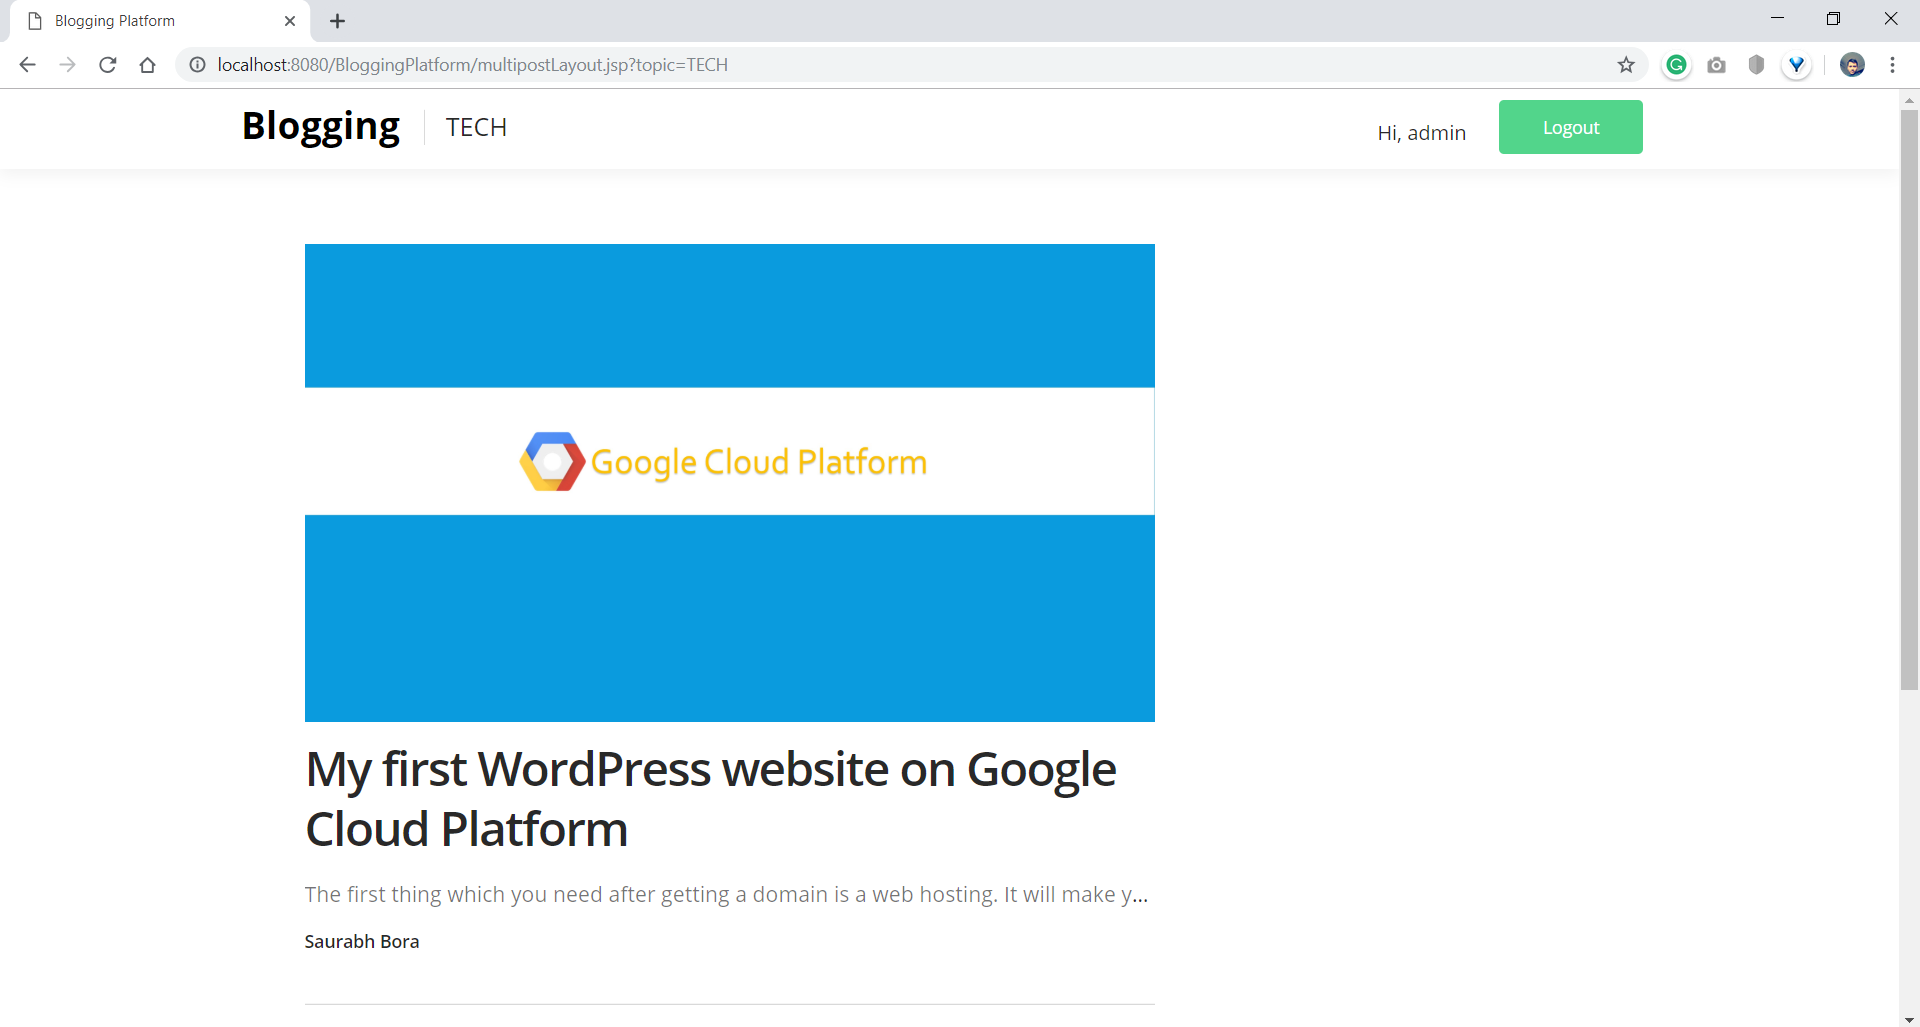 Blogging Platform
localhost:8080/BloggingPlatform/multipostLayout.jsp?topic=TECH
Blogging
TECH
Hi, admin
Logout
Google Cloud Platform
My first WordPress website on Google
Cloud Platform
The first thing which you need after getting a domain is a web hosting. It will make y...
Saurabh Bora